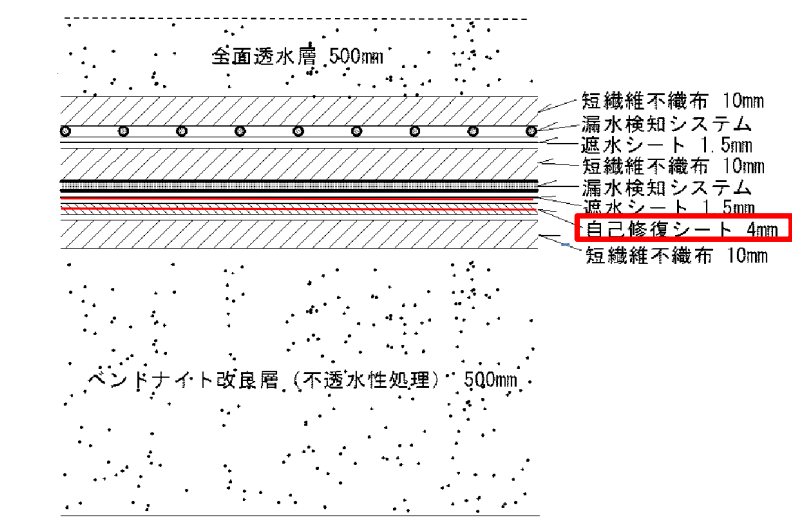 全面透水層 500mm
短繊維不織布 10mm
漏水検知システム
遮水シート 1.5mm
短繊維不織布 10mm
漏水検知システム
遮水シート 1.5mm
自己修復シート 4mm
短繊維不織布 10mm
ベンドナイト改良層 (不透水性処理) 500mm